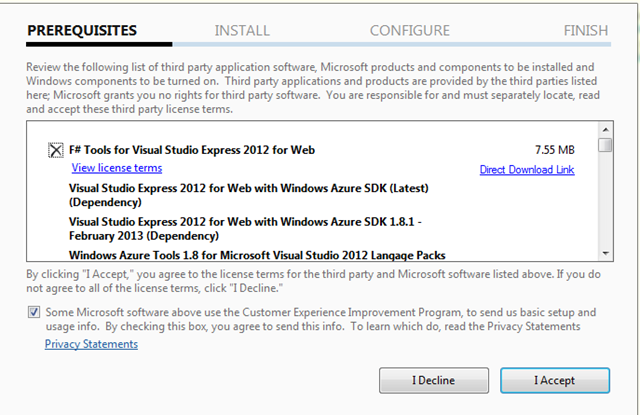 PREREQUISITES INSTALL CONFIGURE FINISH
Review the following list of third party application software, Microsoft products and components to be installed and
Windows components to be turned on. Third party applications and products are provided by the third parties listed
here; Microsoft grants you no rights for third party software. You are responsible for and must separately locate, read
and accept these third party license terms.
F# Tools for Visual Studio Express 2012 for Web 7.55 MB
View license terms Direct Download Link
Visual Studio Express 2012 for Web with Windows Azure SDK (Latest)
(Dependency)
Visual Studio Express 2012 for Web with Windows Azure SDK 1.8.1 -
February 2013 (Dependency)
Windows Azure Tools 1.8 for Microsoft Visual Studio 2012 Langage Packs
By clicking "I Accept," you agree to the license terms for the third party and Microsoft software listed above. If you do
not agree to all of the license terms, click "I Decline."
Some Microsoft software above use the Customer Experience Improvement Program, to send us basic setup and
usage info. By checking this box, you agree to send this info. To learn which do, read the Privacy Statements
Privacy Statements
I Decline I Accept